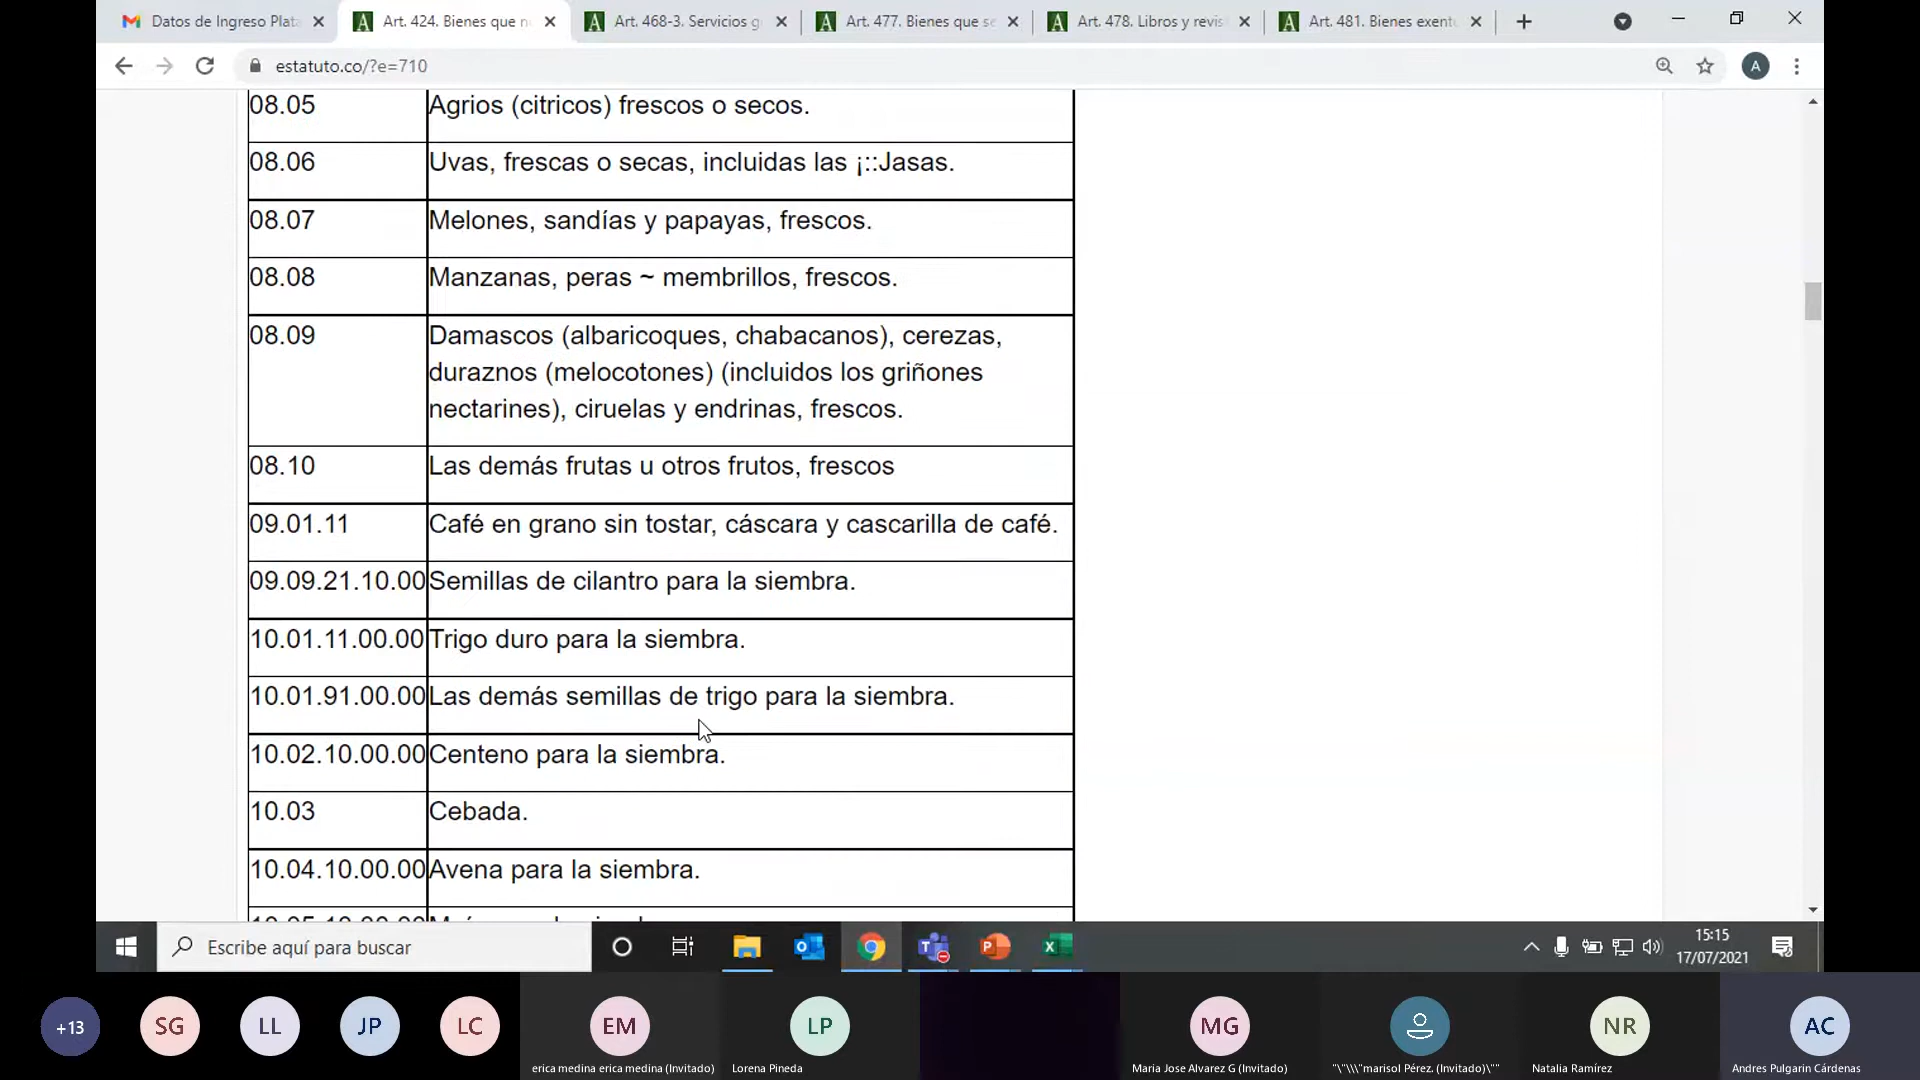 Datos de Ingreso Plata
Art. 424. Bienes que n
Art. 468-3. Servicios g
Art. 477. Bienes que se
Art. 478. Libros y revis
Art. 481. Bienes exent
estatuto.co/?e=710
A
08.05 Agrios (citricos) frescos o secos.
08.06 Uvas, frescas o secas, incluidas las ¡::Jasas.
08.07 Melones, sandías y papayas, frescos.
08.08 Manzanas, peras ~ membrillos, frescos.
08.09 Damascos (albaricoques, chabacanos), cerezas,
duraznos (melocotones) (incluidos los griñones
nectarines), ciruelas y endrinas, frescos.
08.10 Las demás frutas u otros frutos, frescos
09.01.11 Café en grano sin tostar, cáscara y cascarilla de café.
09.09.21.10.00 Semillas de cilantro para la siembra.
10.01.11.00.00 Trigo duro para la siembra.
10.01.91.00.00 Las demás semillas de trigo para la siembra.
10.02.10.00.00 Centeno para la siembra.
10.03 Cebada.
10.04.10.00.00 Avena para la siembra.
Escribe aquí para buscar
15:15
17/07/2021
+13 SG LL JP LC EM LP MG NR AC
erica medina erica medina (Invitado)
Lorena Pineda
Maria Jose Alvarez G (Invitado)
"\"\\\"marisol Pérez. (Invitado)\""
Natalia Ramírez
Andres Pulgarin Cárdenas